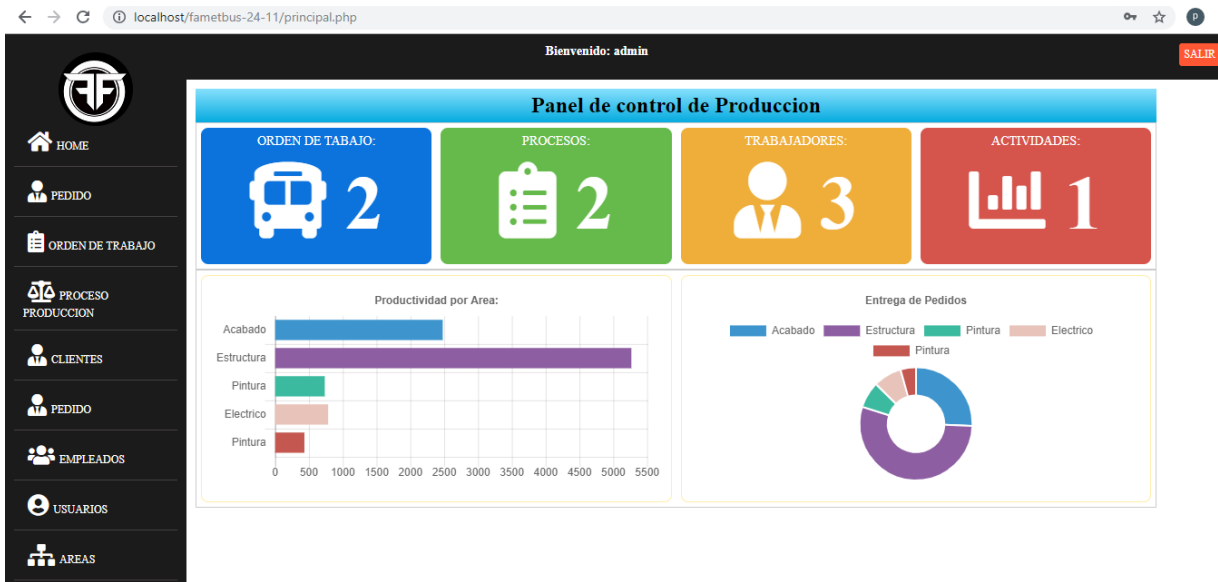 localhost/fametbus-24-11/principal.php
P
Bienvenido: admin
SALIR
HOME
PEDIDO
ORDEN DE TRABAJO
PROCESO
PRODUCCION
CLIENTES
PEDIDO
EMPLEADOS
USUARIOS
AREAS
Panel de control de Produccion
ORDEN DE TABAJO:
2
PROCESOS:
2
TRABAJADORES:
3
ACTIVIDADES:
1
Productividad por Area:
Acabado
Estructura
Pintura
Electrico
Pintura
0 500 1000 1500 2000 2500 3000 3500 4000 4500 5000 5500
Entrega de Pedidos
Acabado Estructura Pintura Electrico
Pintura